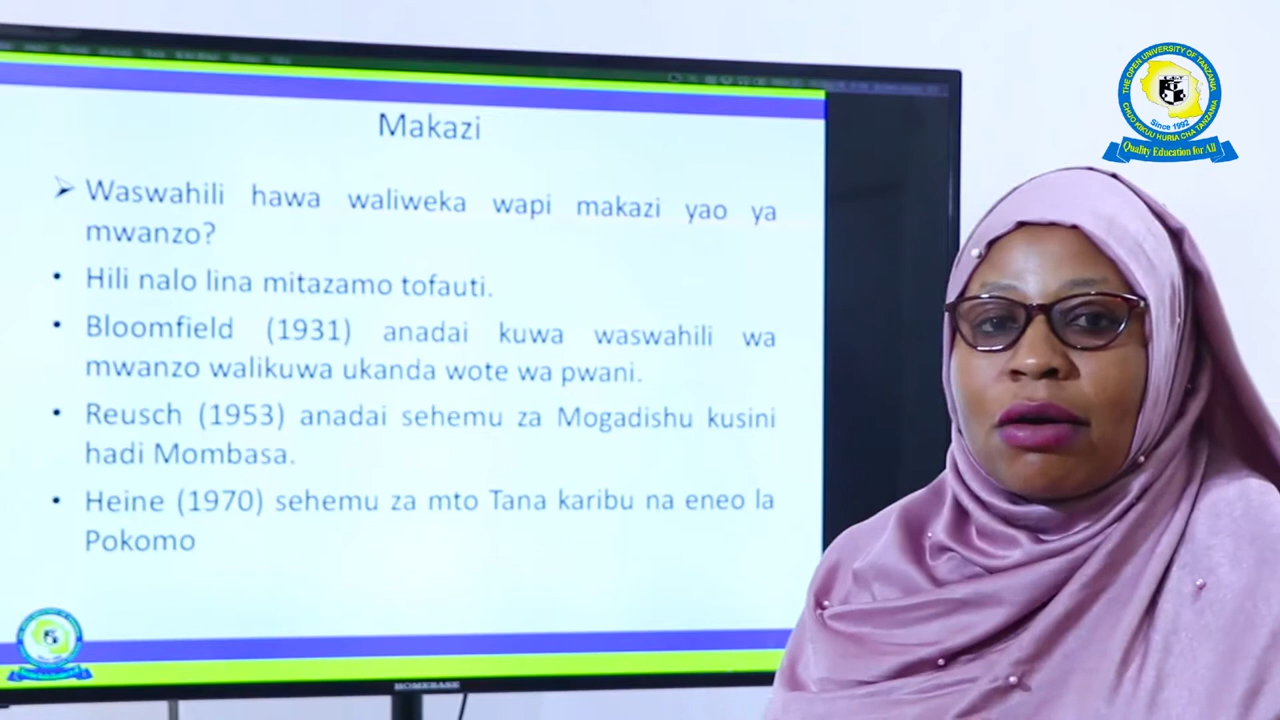 Makazi
➢ Waswahili hawa waliweka wapi makazi yao ya
mwanzo?
• Hili nalo lina mitazamo tofauti.
• Bloomfield (1931) anadai kuwa waswahili wa
mwanzo walikuwa ukanda wote wa pwani.
• Reusch (1953) anadai sehemu za Mogadishu kusini
hadi Mombasa.
• Heine (1970) sehemu za mto Tana karibu na eneo la
Pokomo
HOMEBASE
THE OPEN UNIVERSITY OF TANZANIA
Since 1992
CHUO KIKUU HURIA CHA TANZANIA
Quality Education for All